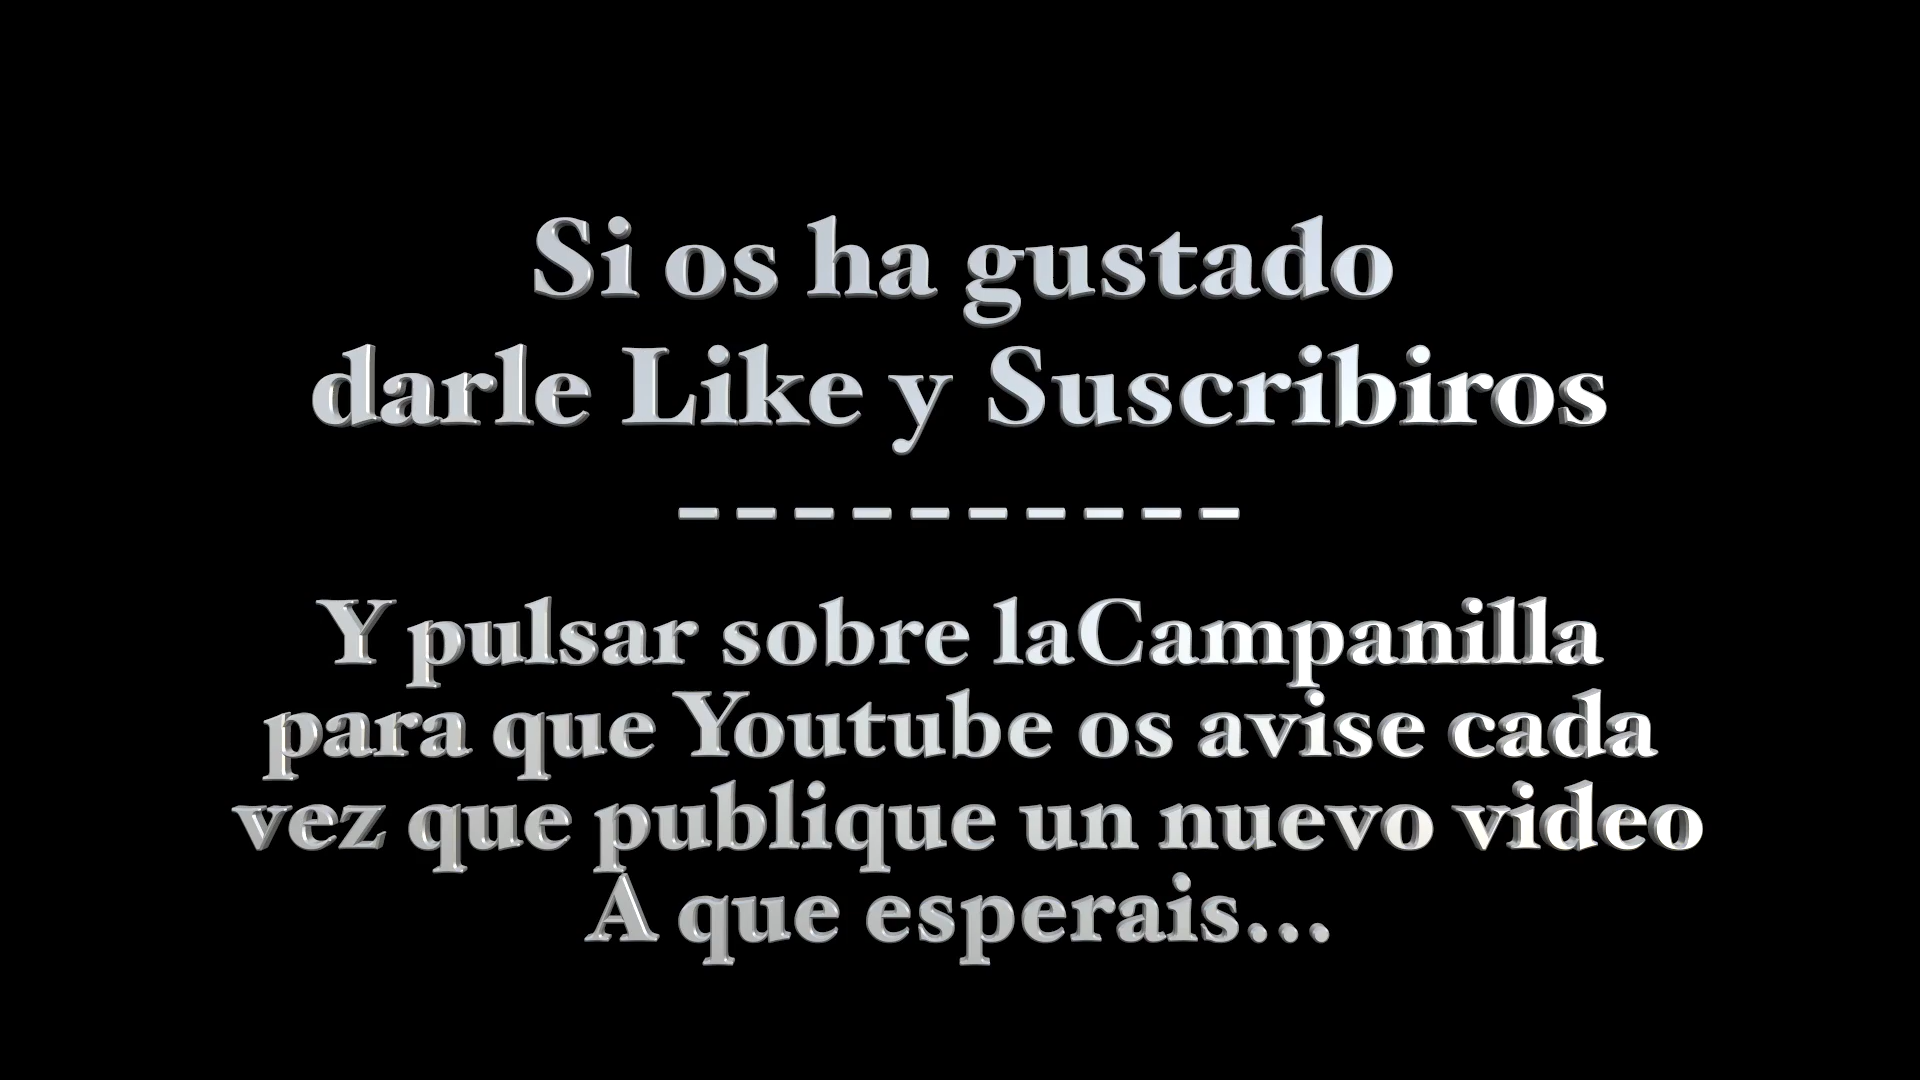 Si os ha gustado
darle Like y Suscribiros
----------
Y pulsar sobre laCampanilla
para que Youtube os avise cada
vez que publique un nuevo video
A que esperais...